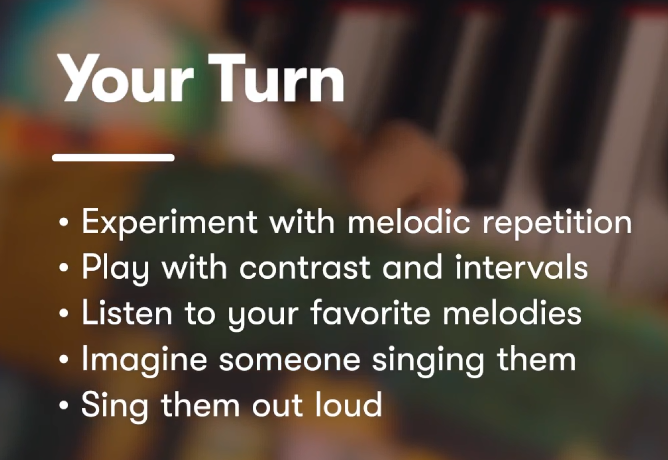 Your Turn
• Experiment with melodic repetition
• Play with contrast and intervals
• Listen to your favorite melodies
• Imagine someone singing them
• Sing them out loud